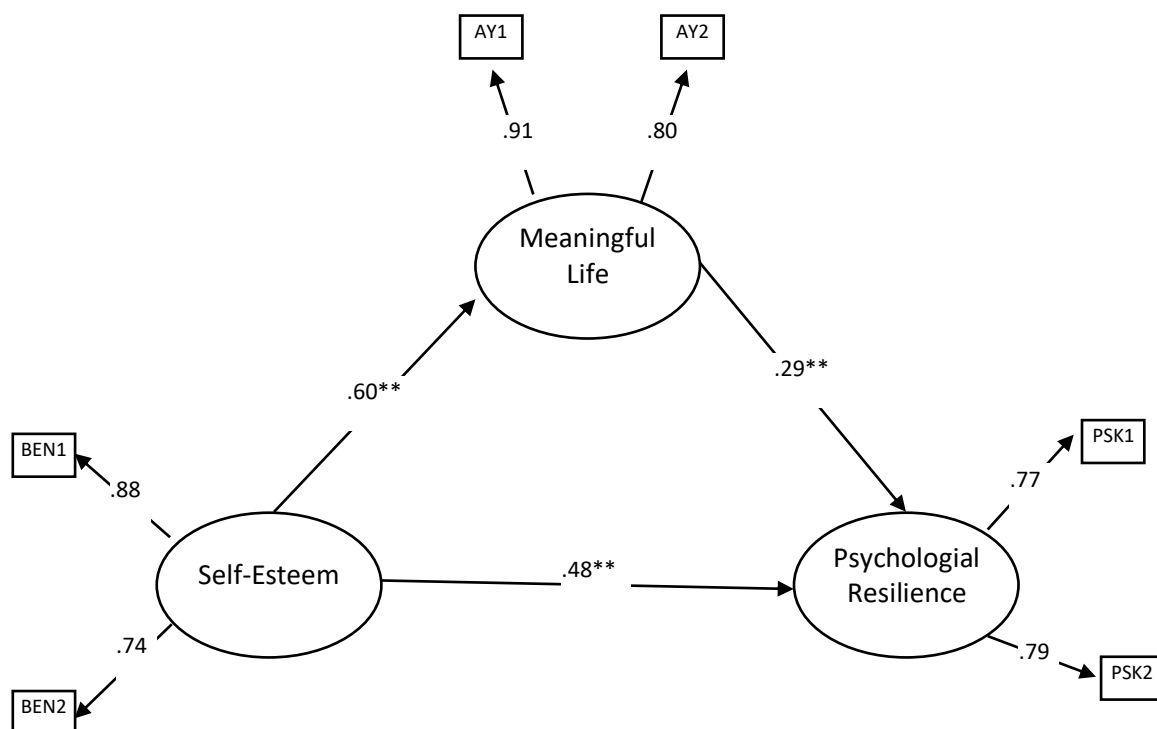 AY1
AY2
.91
.80
Meaningful
Life
.60**
.29**
BEN1
PSK1
.88
.77
Self-Esteem
.48**
Psychologial
Resilience
.74
.79
BEN2
PSK2